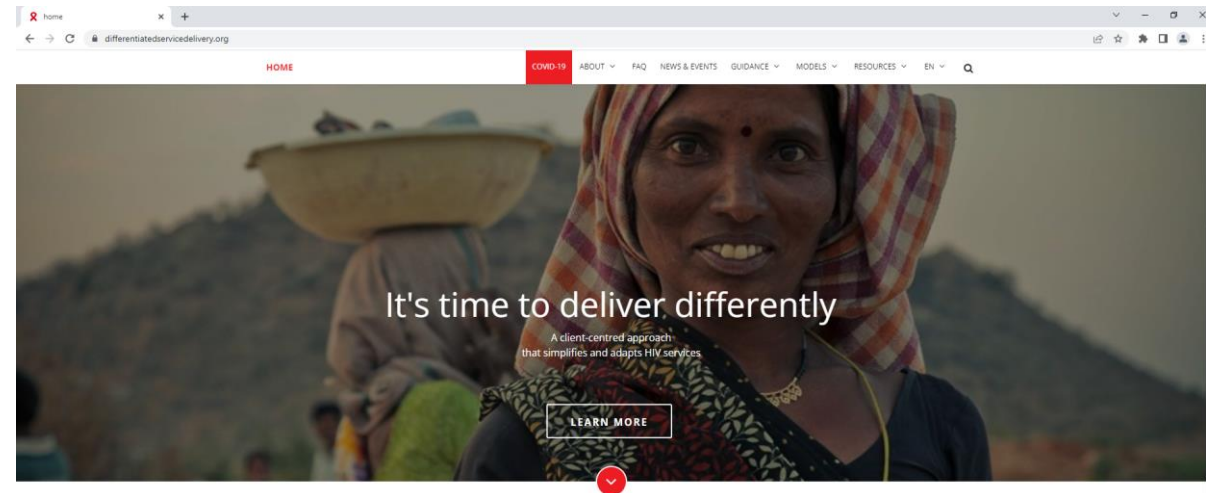 home
differentiatedservicedelivery.org
HOME COVID-19 ABOUT FAQ NEWS & EVENTS GUIDANCE MODELS RESOURCES EN
It's time to deliver differently
A client-centred approach
that simplifies and adapts HIV services
LEARN MORE